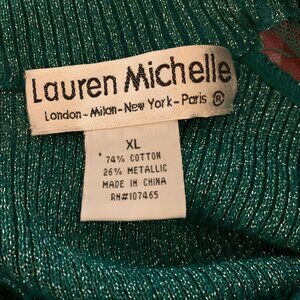 Lauren Michelle
London - Milan - New York - Paris ®
XL
74% COTTON
26% METALLIC
MADE IN CHINA
RN#107465